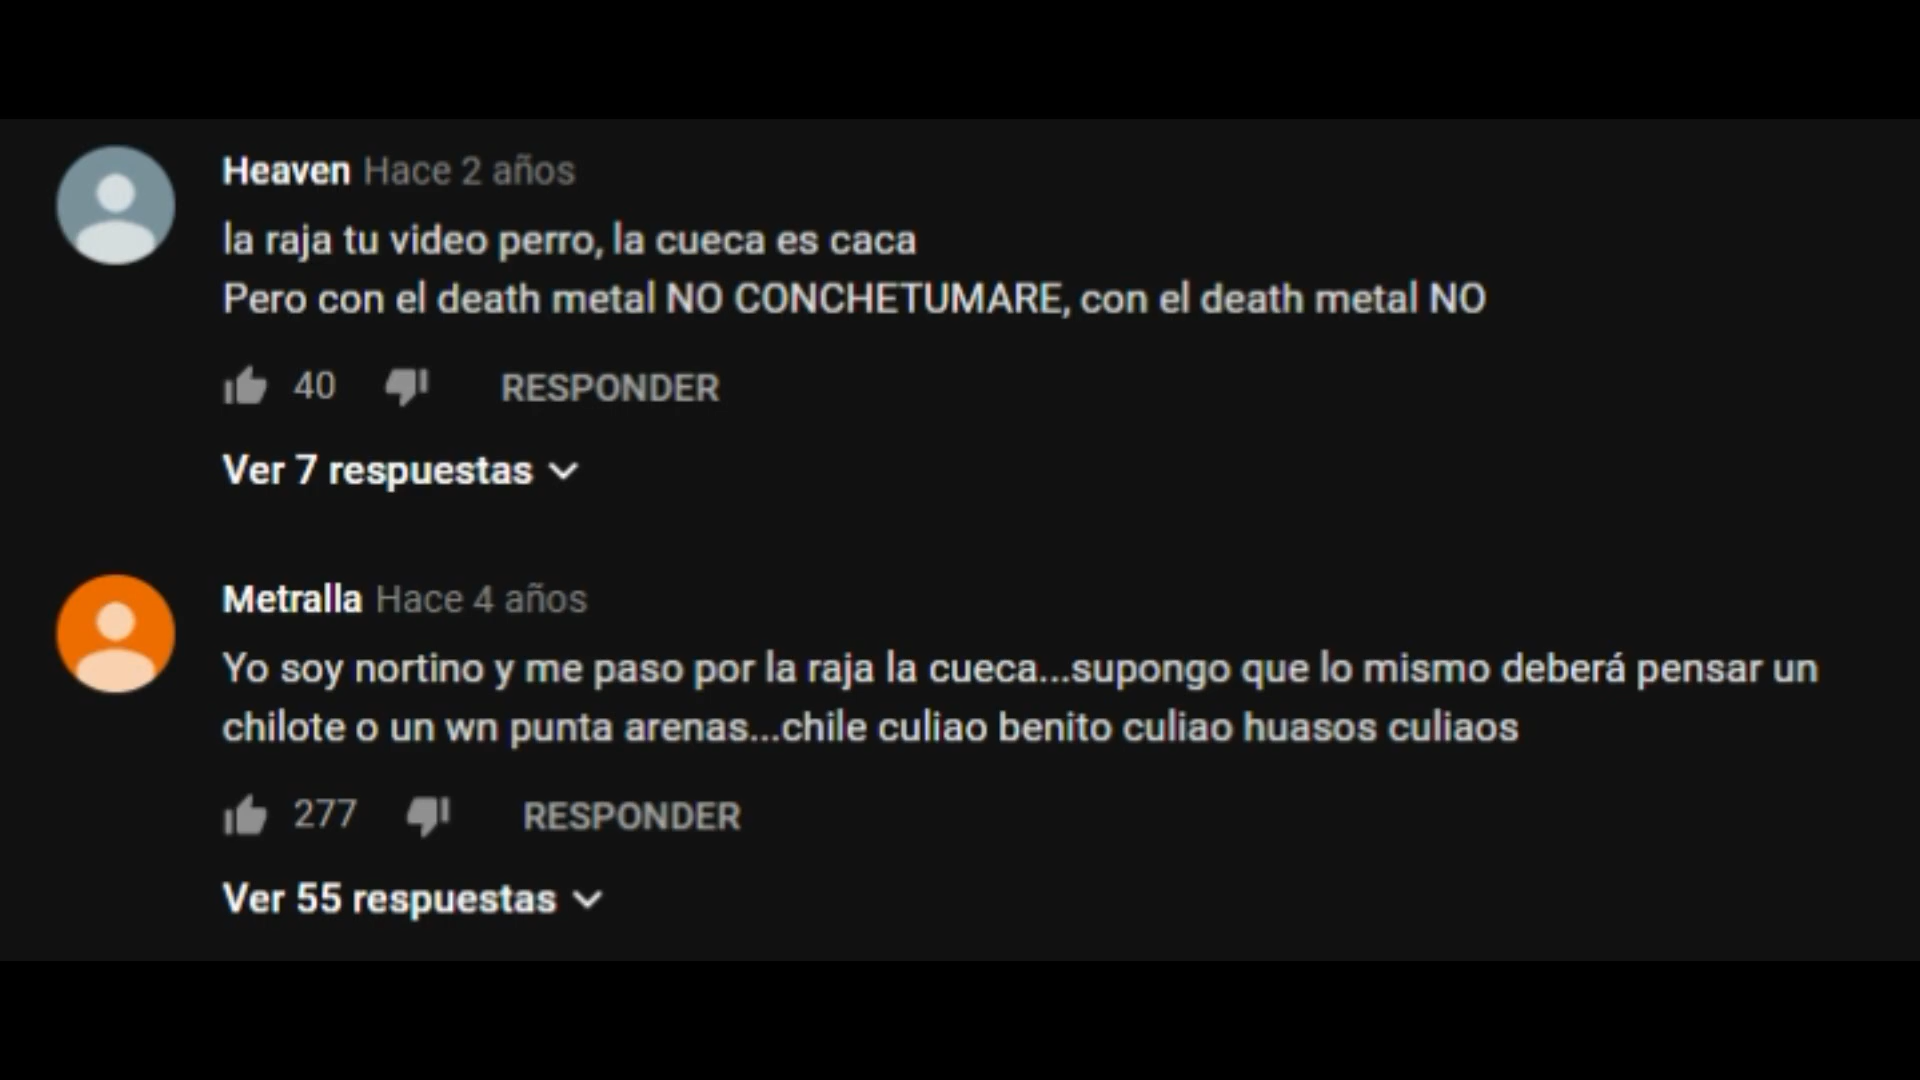 Heaven Hace 2 años
la raja tu video perro, la cueca es caca
Pero con el death metal NO CONCHETUMARE, con el death metal NO
40 RESPONDER
Ver 7 respuestas
Metralla Hace 4 años
Yo soy nortino y me paso por la raja la cueca...supongo que lo mismo deberá pensar un
chilote o un wn punta arenas...chile culiao benito culiao huasos culiaos
277 RESPONDER
Ver 55 respuestas